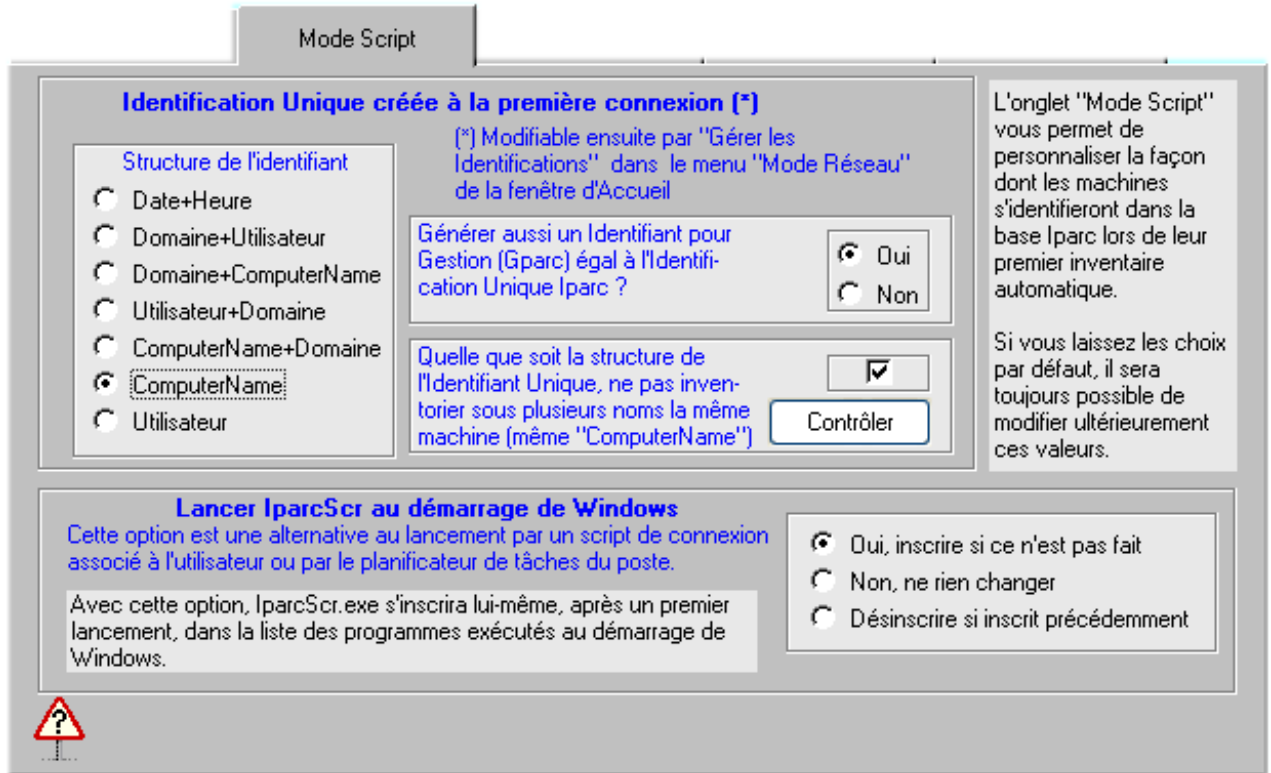 Mode Script
Identification Unique créée à la première connexion (*)
(*) Modifiable ensuite par "Gérer les
Identifications" dans le menu "Mode Réseau"
de la fenêtre d'Accueil
Structure de l'identifiant
Date+Heure
Domaine+Utilisateur
Domaine+ComputerName
Utilisateur+Domaine
ComputerName+Domaine
ComputerName
Utilisateur
Générer aussi un Identifiant pour
Gestion (Gparc) égal à l'Identifi-
cation Unique Iparc ?
Oui
Non
Quelle que soit la structure de
l'Identifiant Unique, ne pas inven-
torier sous plusieurs noms la même
machine (même "ComputerName")
Contrôler
L'onglet "Mode Script"
vous permet de
personnaliser la façon
dont les machines
s'identifieront dans la
base Iparc lors de leur
premier inventaire
automatique.
Si vous laissez les choix
par défaut, il sera
toujours possible de
modifier ultérieurement
ces valeurs.
Lancer IparcScr au démarrage de Windows
Cette option est une alternative au lancement par un script de connexion
associé à l'utilisateur ou par le planificateur de tâches du poste.
Avec cette option, IparcScr.exe s'inscrira lui-même, après un premier
lancement, dans la liste des programmes exécutés au démarrage de
Windows.
Oui, inscrire si ce n'est pas fait
Non, ne rien changer
Désinscrire si inscrit précédemment
?